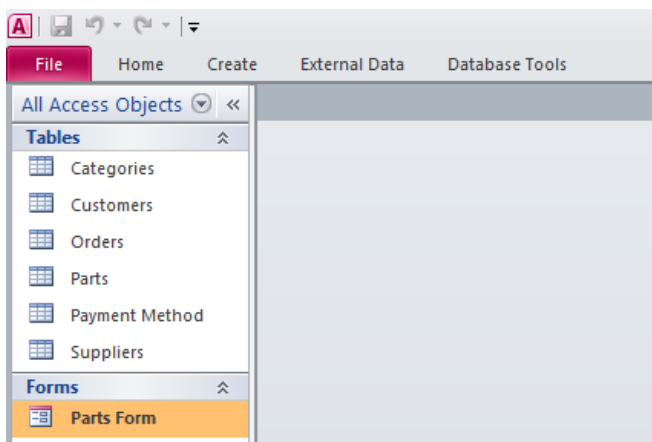 A
File Home Create External Data Database Tools
All Access Objects «
Tables
Categories
Customers
Orders
Parts
Payment Method
Suppliers
Forms
Parts Form